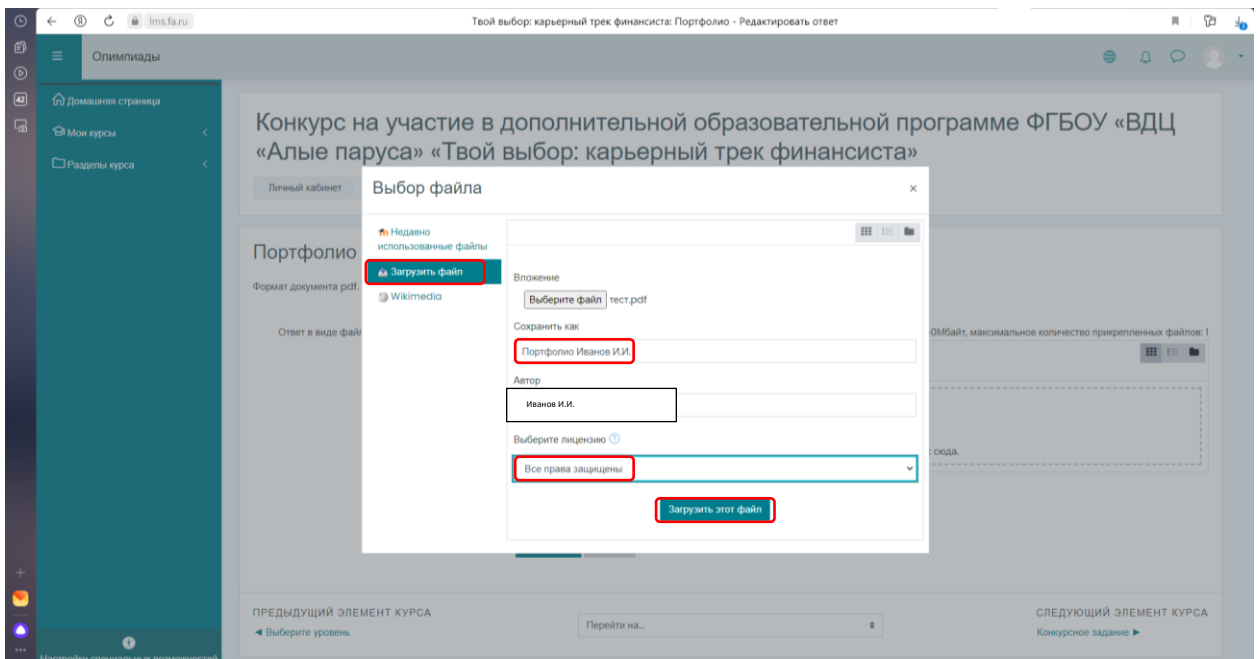 lms.fa.ru
Твой выбор: карьерный трек финансиста: Портфолио - Редактировать ответ
Олимпиады
42
Домашняя страница
Мои курсы
Разделы курса
Конкурс на участие в дополнительной образовательной программе ФГБОУ «ВДЦ
«Алые паруса» «Твой выбор: карьерный трек финансиста»
Личный кабинет
Выбор файла
×
Недавно
использованные файлы
Загрузить файл
Wikimedia
Вложение
Выберите файл тест.pdf
Сохранить как
Портфолио Иванов И.И.
Автор
Иванов И.И.
Выберите лицензию
Все права защищены
Загрузить этот файл
Портфолио
Формат документа pdf.
Ответ в виде файл
0Мбайт, максимальное количество прикрепленных файлов: 1
сюда.
ПРЕДЫДУЩИЙ ЭЛЕМЕНТ КУРСА
◄ Выберите уровень
Перейти на...
СЛЕДУЮЩИЙ ЭЛЕМЕНТ КУРСА
Конкурсное задание ►
Настройки специальных возможностей